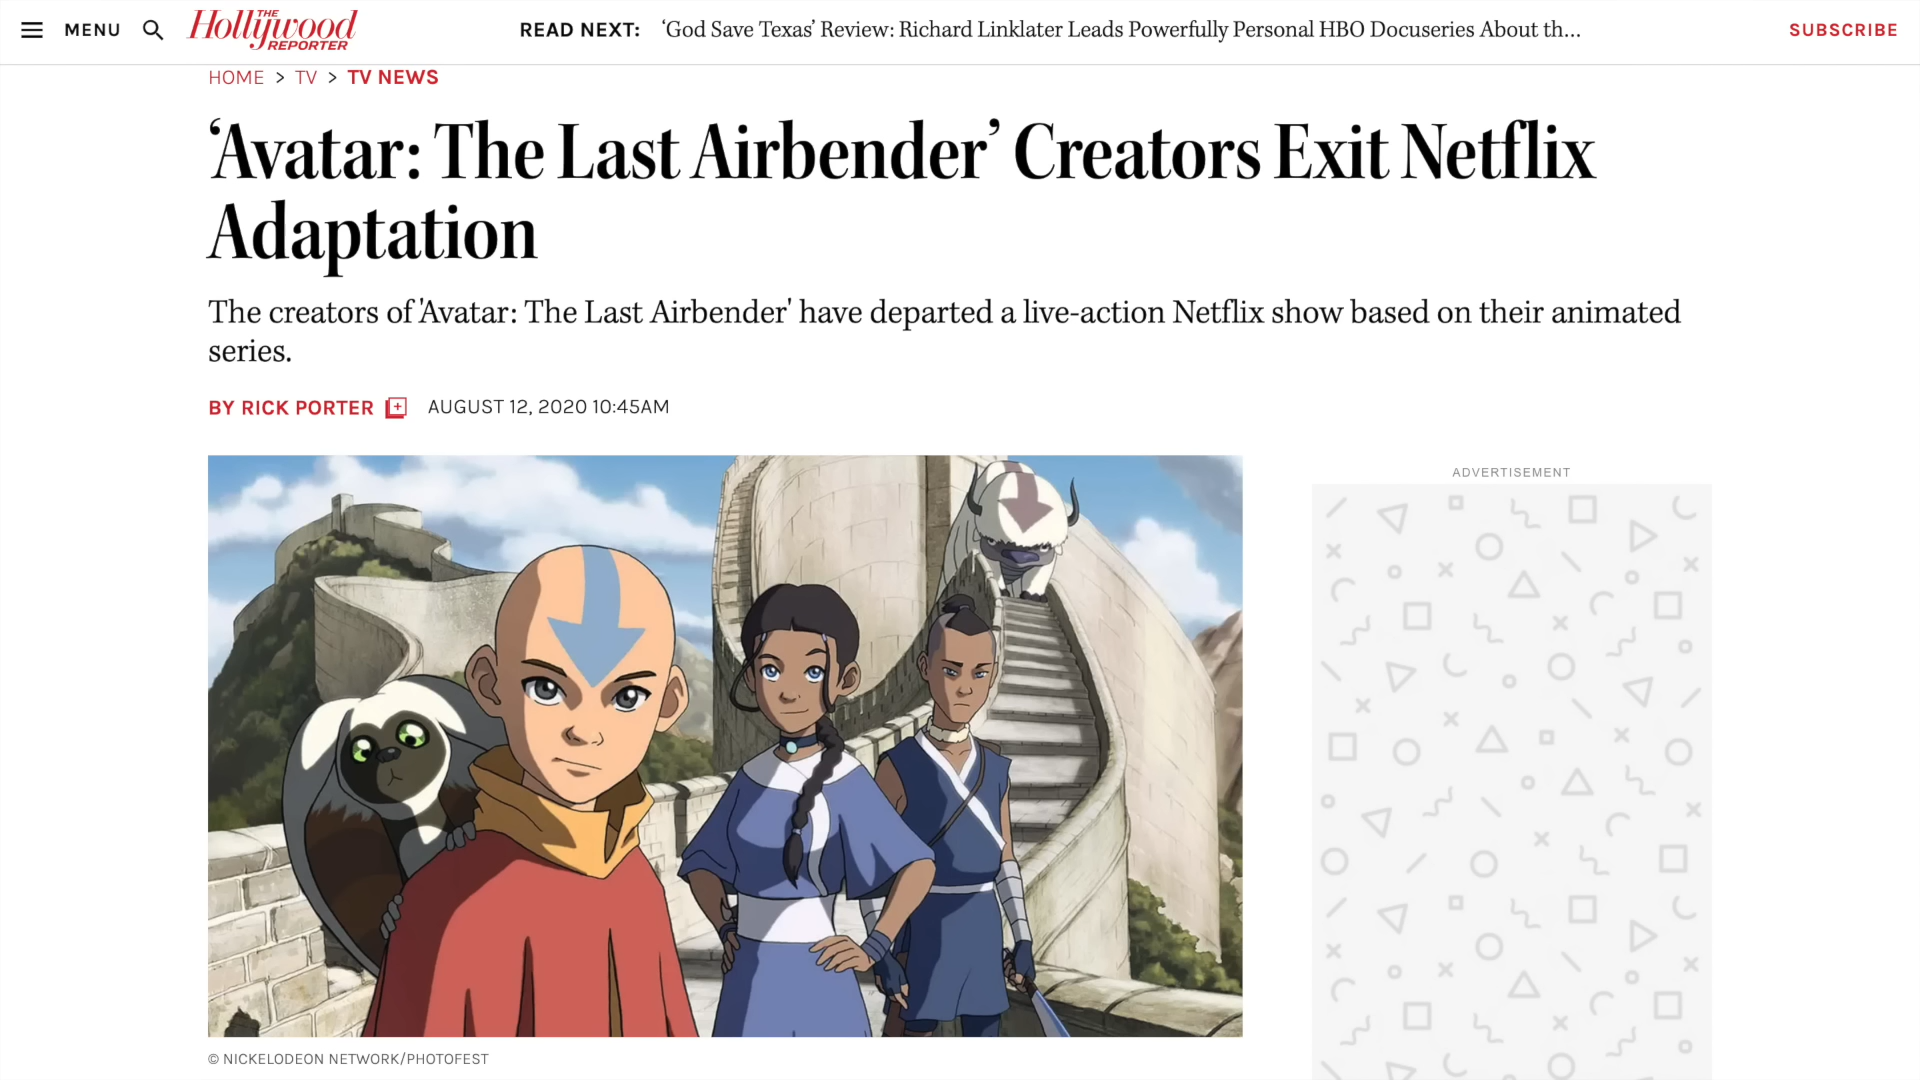 MENU
THE
Hollywood
REPORTER
READ NEXT: ‘God Save Texas’ Review: Richard Linklater Leads Powerfully Personal HBO Docuseries About th...
SUBSCRIBE
HOME > TV > TV NEWS
‘Avatar: The Last Airbender’ Creators Exit Netflix
Adaptation
The creators of 'Avatar: The Last Airbender' have departed a live-action Netflix show based on their animated
series.
BY RICK PORTER
AUGUST 12, 2020 10:45AM
ADVERTISEMENT
© NICKELODEON NETWORK/PHOTOFEST